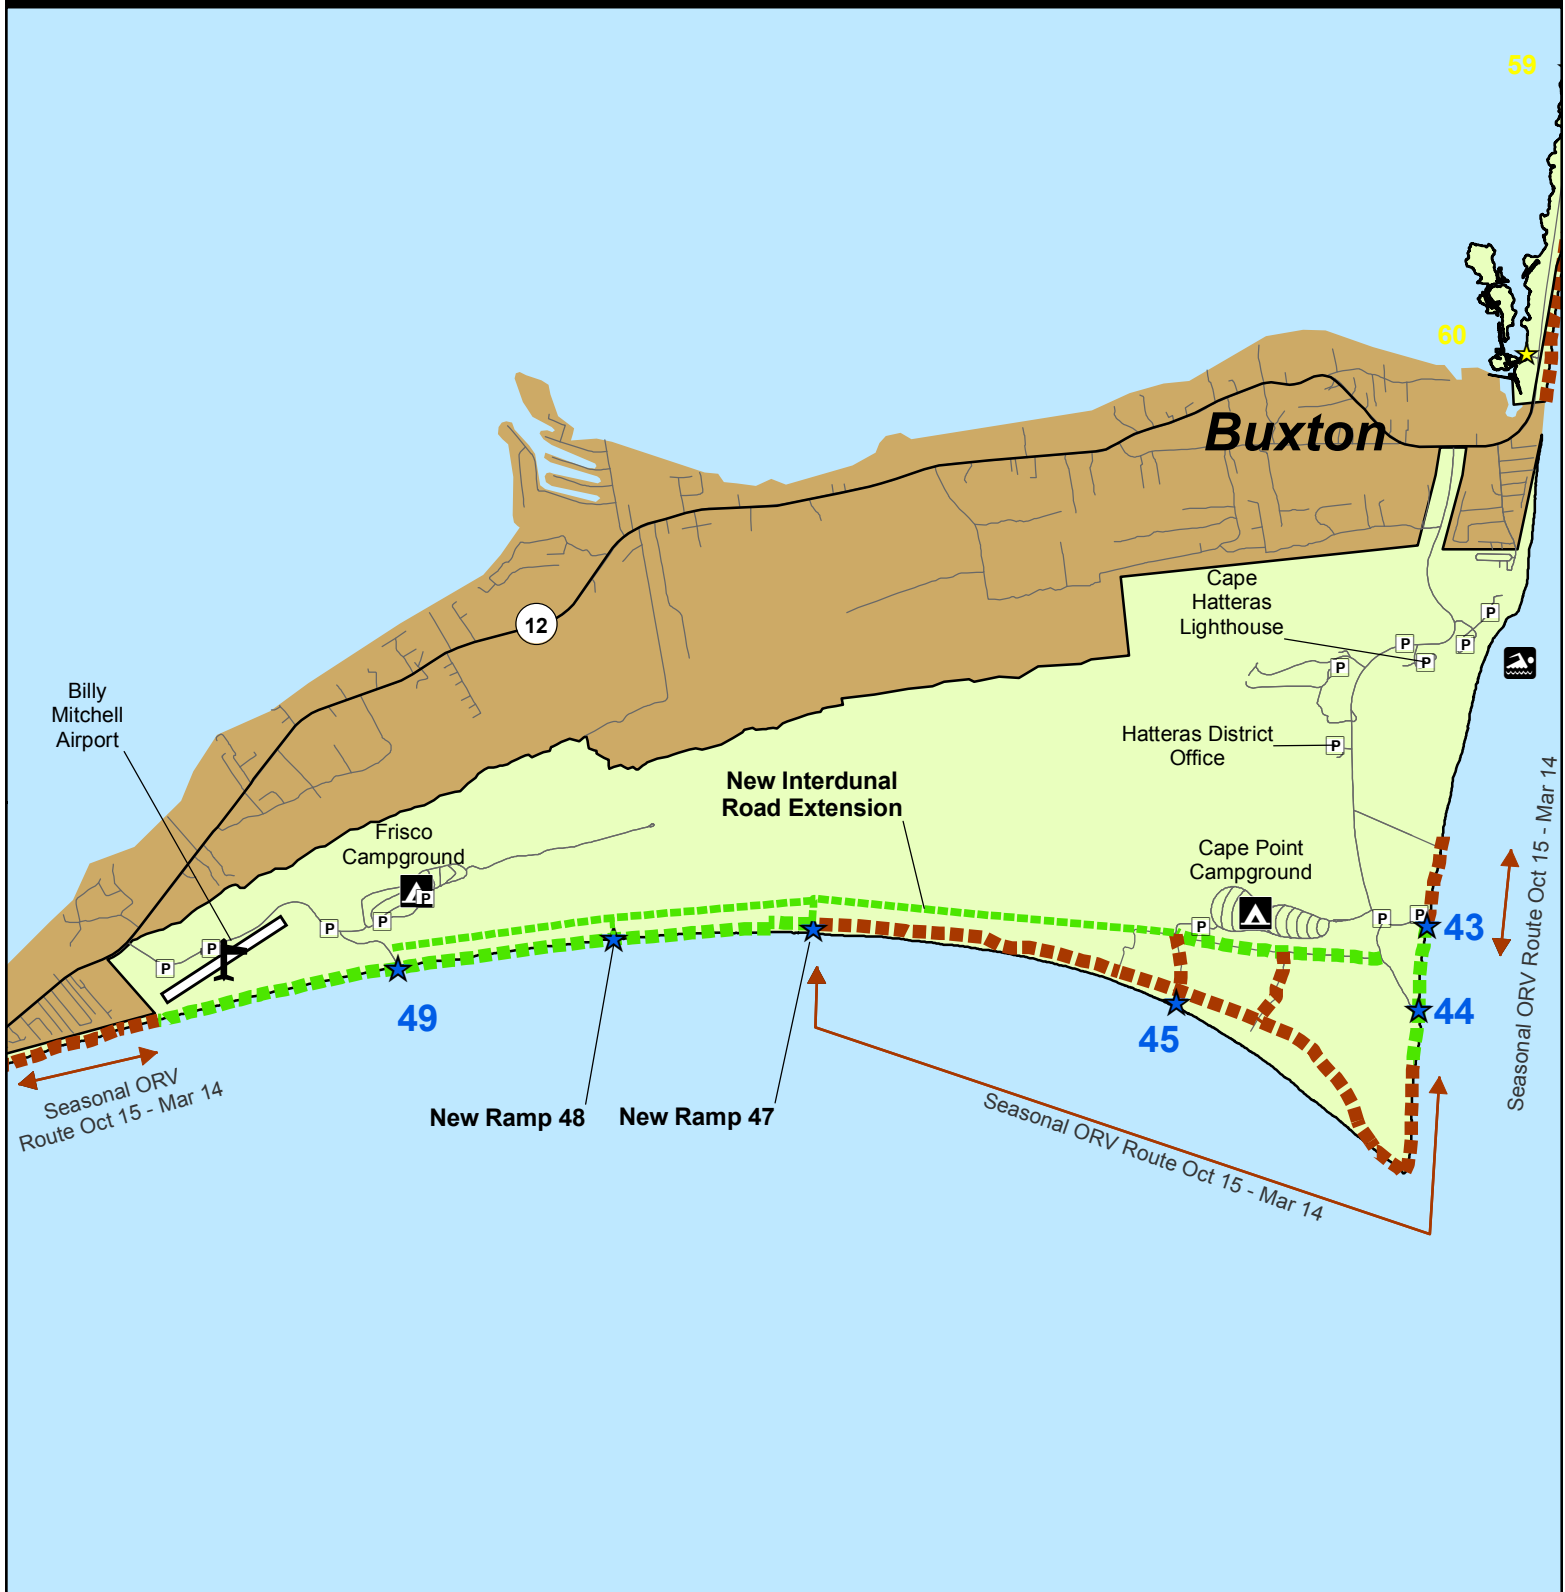 59
60
Buxton
Cape
Hatteras
Lighthouse
P
P
P
P
P
12
Billy
Mitchell
Airport
Hatteras District
Office
P
New Interdunal
Road Extension
Seasonal ORV Route Oct 15 - Mar 14
Frisco
Campground
P
Cape Point
Campground
P
P
P
P
P
P
P
43
49
44
45
Seasonal ORV
Route Oct 15 - Mar 14
New Ramp 48
New Ramp 47
Seasonal ORV Route Oct 15 - Mar 14